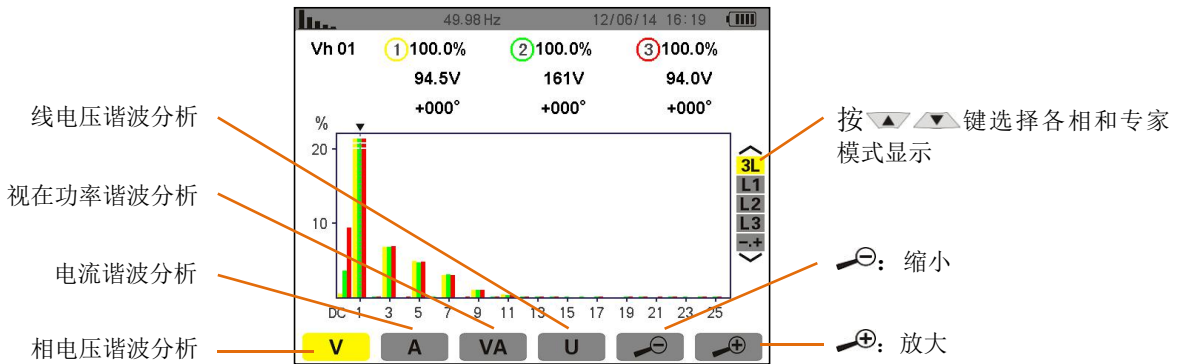 49.98 Hz 12/06/14 16:19
Vh 01 1 100.0% 2 100.0% 3 100.0%
94.5V 161V 94.0V
+000° +000° +000°
%
20
10
DC 1 3 5 7 9 11 13 15 17 19 21 23 25
3L
L1
L2
L3
-.+
V A VA U
线电压谐波分析
视在功率谐波分析
电流谐波分析
相电压谐波分析
按 键选择各相和专家
模式显示
:缩小
:放大